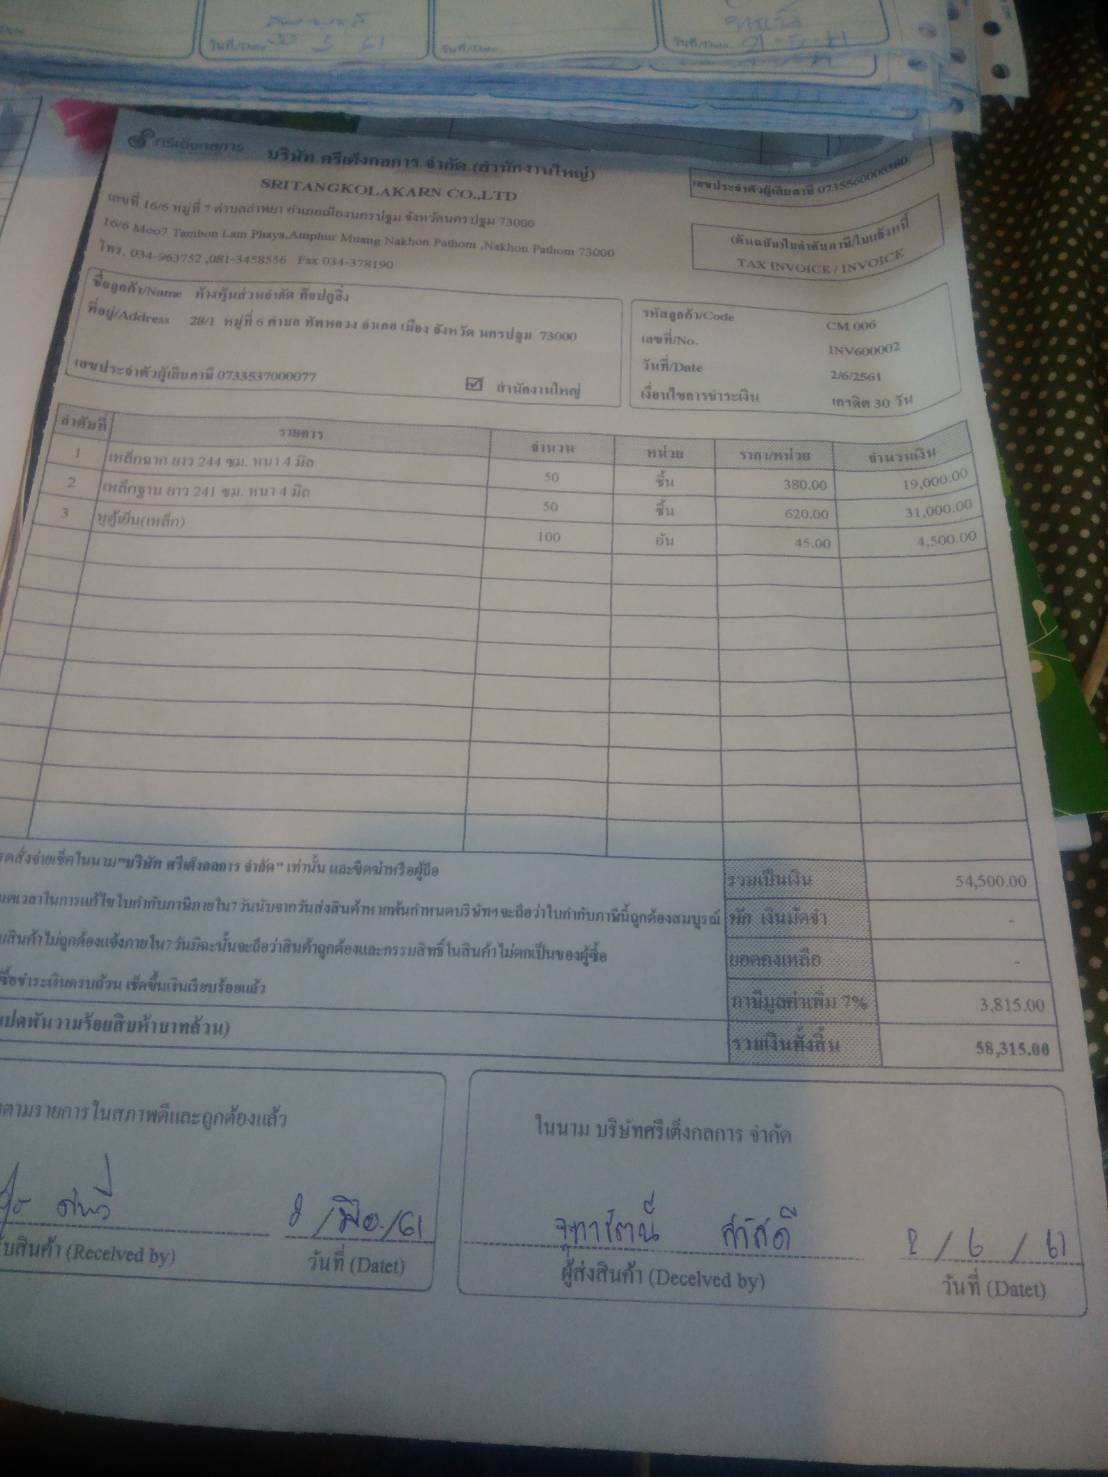 วันที่/Date
วันที่/Date
วันที่/Date
บริษัท ศรีเต็งกลการ จำกัด (สำนักงานใหญ่)
SRITANGKOLAKARN CO.,LTD
เลขที่ 16/6 หมู่ที่ 7 ตำบลลำพยา อำเภอเมืองนครปฐม จังหวัดนครปฐม 73000
16/6 Moo7 Tambon Lam Phaya,Amphur Muang Nakhon Pathom ,Nakhon Pathom 73000
โทร. 034-963752 ,081-3458556 Fax 034-378190
เลขประจำตัวผู้เสียภาษี
(ต้นฉบับ)ใบกำกับภาษี/ใบแจ้งหนี้
TAX INVOICE / INVOICE
ชื่อลูกค้า/Name ห้างหุ้นส่วนจำกัด ท๊อปกูอิ่ง
ที่อยู่/Address 28/1 หมู่ที่ 6 ตำบล ทัพหลวง อำเภอ เมือง จังหวัด นครปฐม 73000
เลขประจำตัวผู้เสียภาษี 0733537000077 ☑ สำนักงานใหญ่
รหัสลูกค้า/Code CM 006
เลขที่/No. INV600002
วันที่/Date 2/6/2561
เงื่อนไขการชำระเงิน เครดิต 30 วัน
ลำดับที่ รายการ จำนวน หน่วย ราคา/หน่วย จำนวนเงิน
1 เหล็กฉาก ยาว 244 ซม. หนา 4 มิล 50 ชิ้น 380.00 19,000.00
2 เหล็กฐาน ยาว 241 ซม. หนา 4 มิล 50 ชิ้น 620.00 31,000.00
3 หูตู้เย็น(เหล็ก) 100 อัน 45.00 4,500.00
สั่งจ่ายเช็คในนาม"บริษัท ศรีเต็งกลการ จำกัด" เท่านั้น และขีดฆ่าหรือผู้ถือ
รวมเป็นเงิน 54,500.00
เวลาในการแก้ไขใบกำกับภาษีภายใน7วันนับจากวันส่งสินค้าหากพ้นกำหนดบริษัทฯจะถือว่าใบกำกับภาษีนี้ถูกต้องสมบูรณ์
หัก เงินมัดจำ -
สินค้าไม่ถูกต้องแจ้งภายใน7วันมิฉะนั้นจะถือว่าสินค้าถูกต้องและกรรมสิทธิ์ในสินค้าไม่ตกเป็นของผู้ซื้อ
ยอดคงเหลือ -
ซื้อชำระเงินครบถ้วน เช็คขึ้นเงินเรียบร้อยแล้ว
ภาษีมูลค่าเพิ่ม 7% 3,815.00
แปดพันสามร้อยสิบห้าบาทถ้วน)
รวมเงินทั้งสิ้น 58,315.00
ตามรายการในสภาพดีและถูกต้องแล้ว
ในนาม บริษัทศรีเต็งกลการ จำกัด
8 /มิย./61
จุฑารัตน์ สวัสดี 2 / 6 / 61
รับสินค้า (Received by) วันที่ (Datet)
ผู้ส่งสินค้า (Deceived by) วันที่ (Datet)